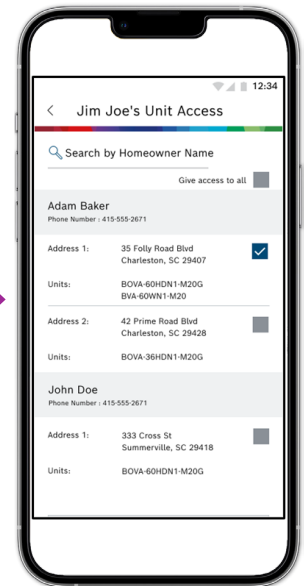 12:34
Jim Joe's Unit Access
Search by Homeowner Name
Give access to all
Adam Baker
Phone Number : 415-555-2671
Address 1: 35 Folly Road Blvd
Charleston, SC 29407
Units: BOVA-60HDN1-M20G
BVA-60WN1-M20
Address 2: 42 Prime Road Blvd
Charleston, SC 29428
Units: BOVA-36HDN1-M20G
John Doe
Phone Number : 415-555-2671
Address 1: 333 Cross St
Summerville, SC 29418
Units: BOVA-60HDN1-M20G